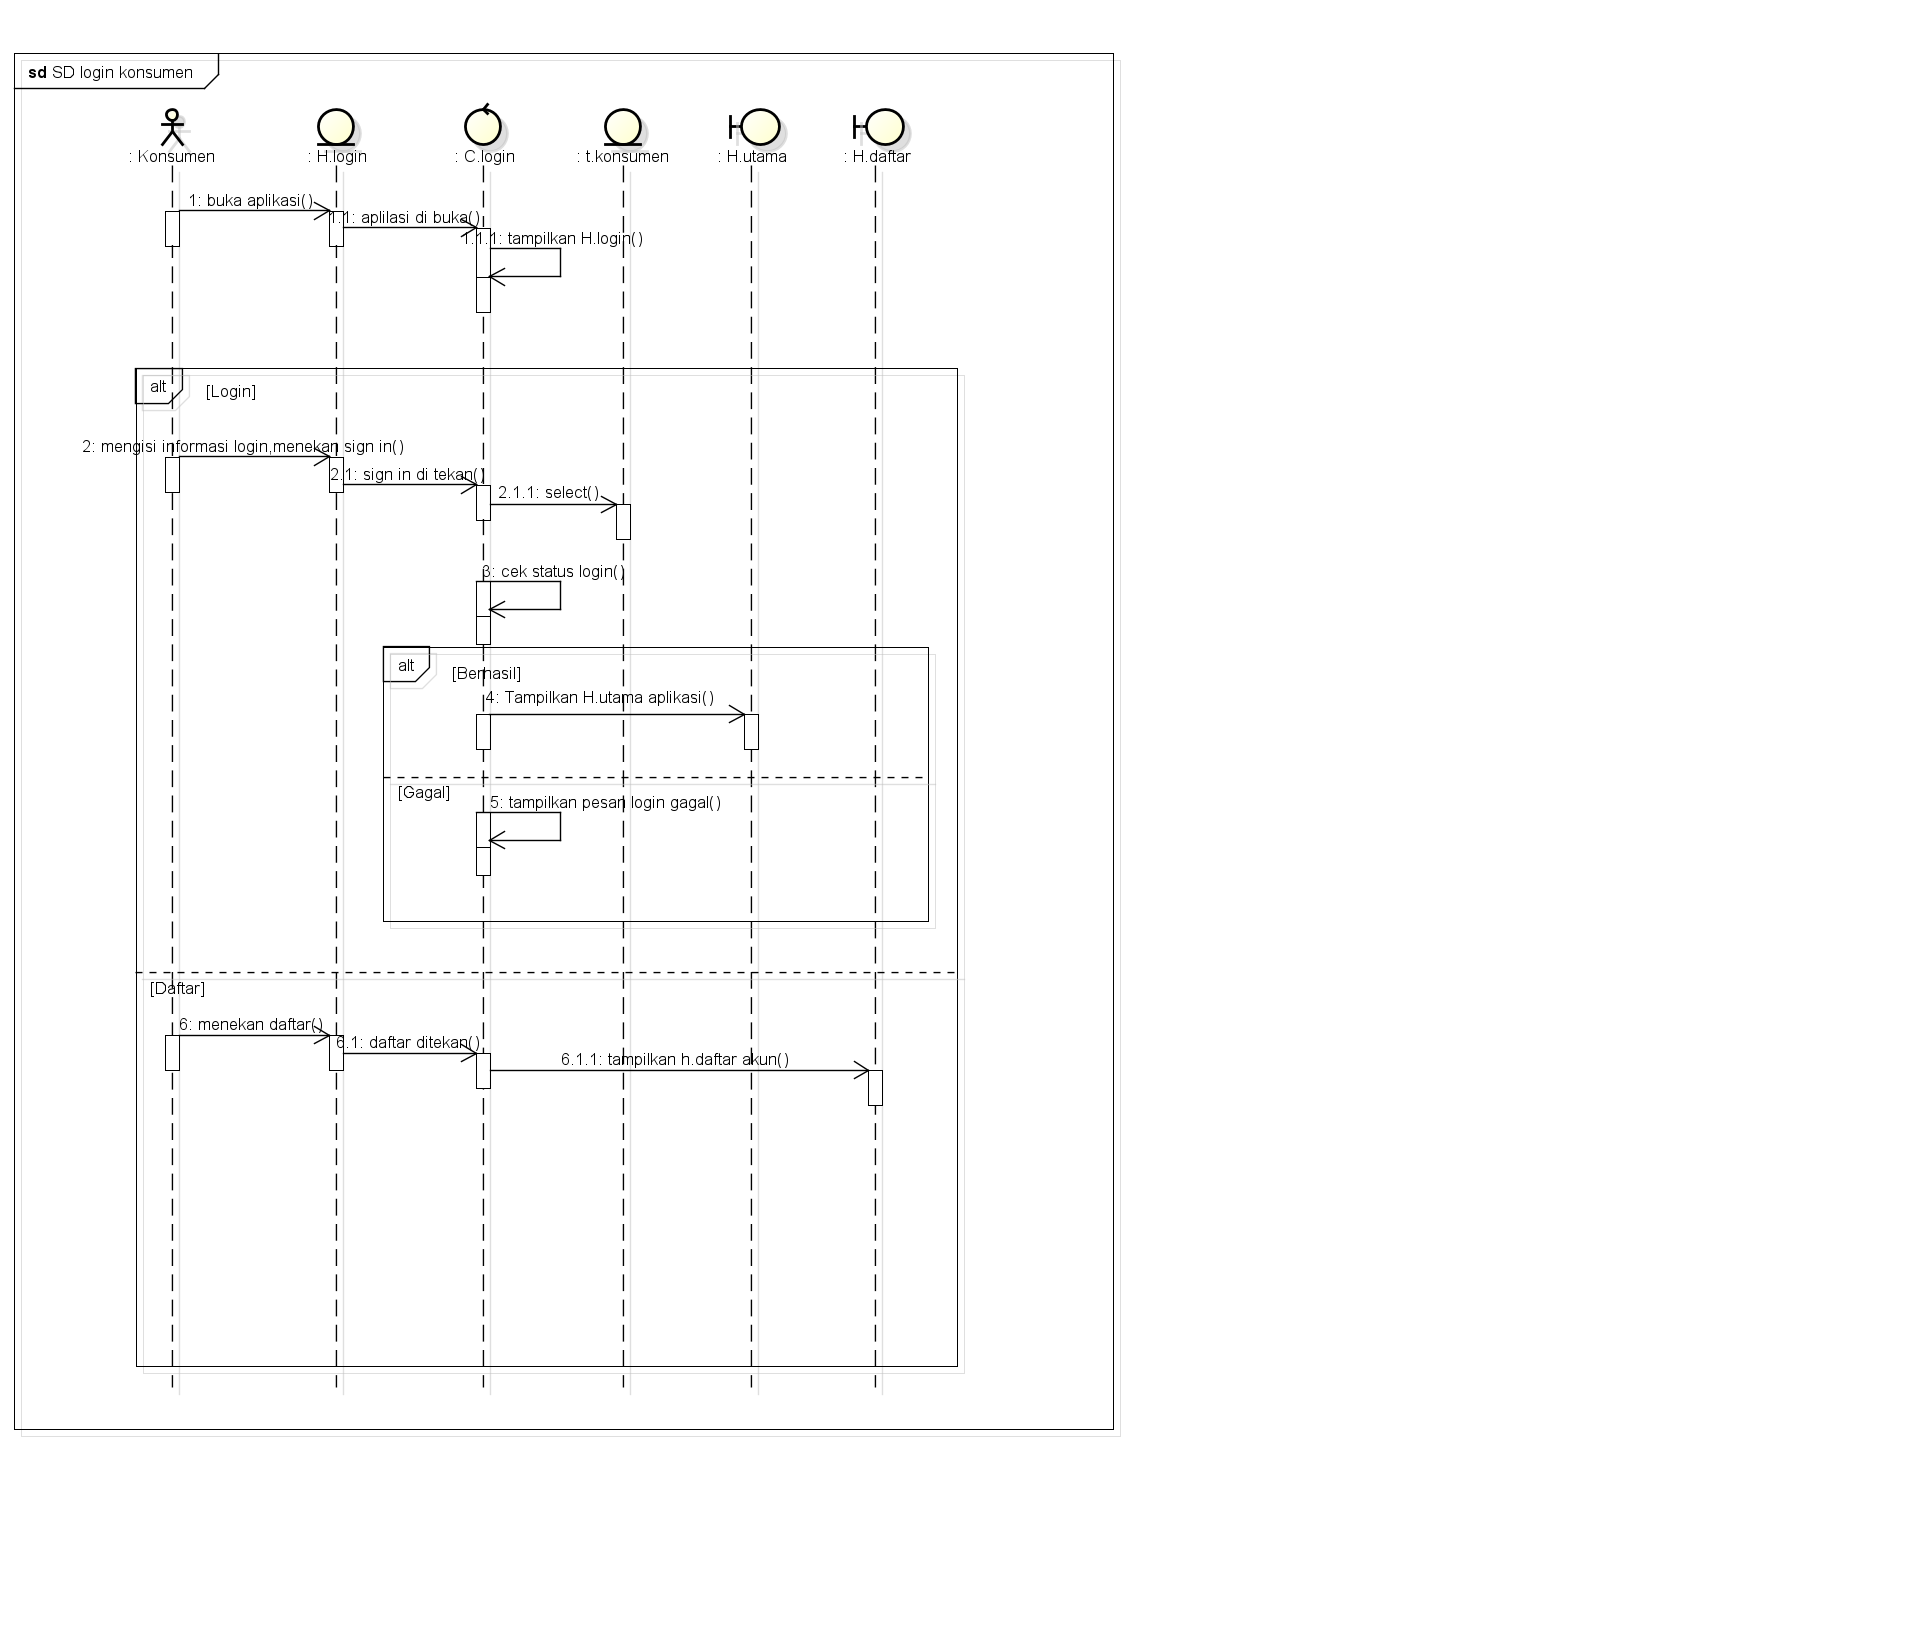 sd SD login konsumen
: Konsumen
: H.login
: C.login
: t.konsumen
: H.utama
: H.daftar
1: buka aplikasi()
1.1: aplilasi di buka()
1.1.1: tampilkan H.login()
alt
[Login]
2: mengisi informasi login,menekan sign in()
2.1: sign in di tekan()
2.1.1: select()
3: cek status login()
alt
[Berhasil]
4: Tampilkan H.utama aplikasi()
[Gagal]
5: tampilkan pesan login gagal()
[Daftar]
6: menekan daftar()
6.1: daftar ditekan()
6.1.1: tampilkan h.daftar akun()